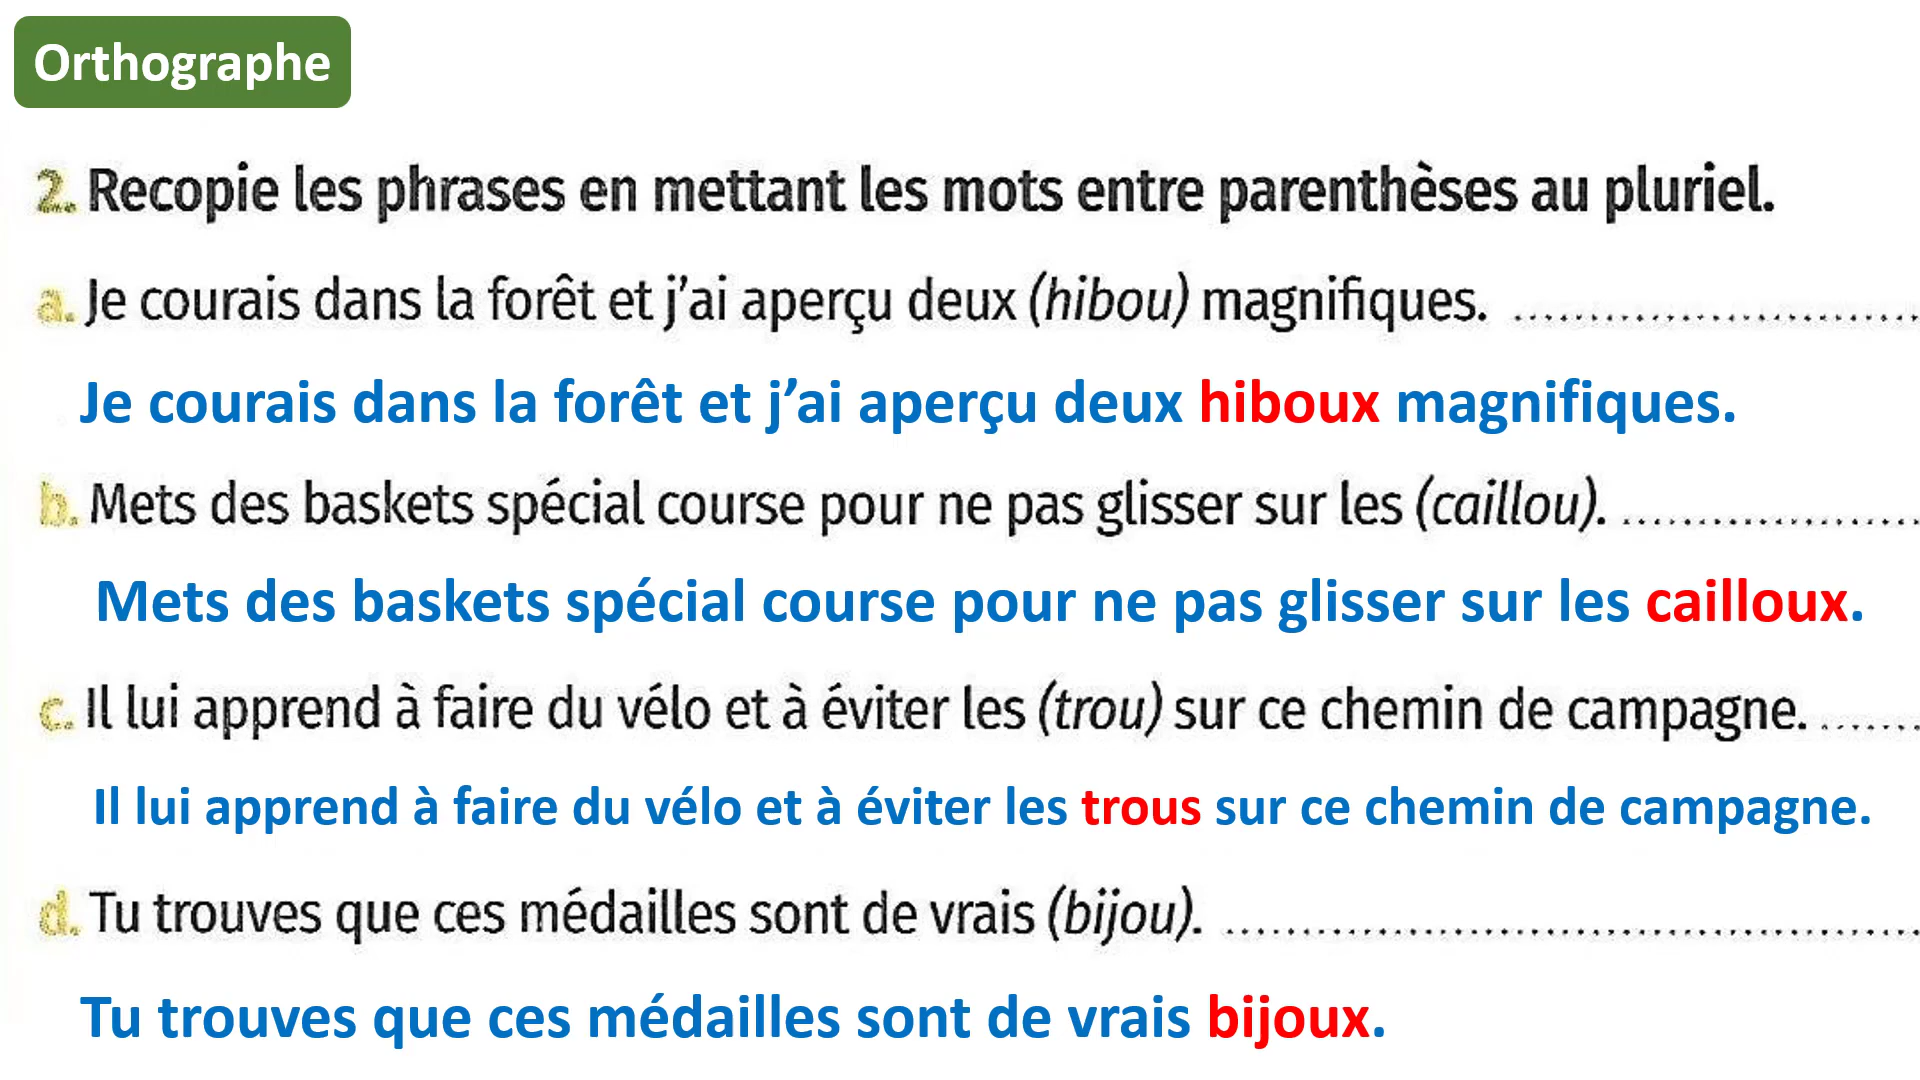 Orthographe
2. Recopie les phrases en mettant les mots entre parenthèses au pluriel.
a. Je courais dans la forêt et j'ai aperçu deux (hibou) magnifiques. ..........................
Je courais dans la forêt et j’ai aperçu deux hiboux magnifiques.
b. Mets des baskets spécial course pour ne pas glisser sur les (caillou). ...................
Mets des baskets spécial course pour ne pas glisser sur les cailloux.
c. Il lui apprend à faire du vélo et à éviter les (trou) sur ce chemin de campagne. .......
Il lui apprend à faire du vélo et à éviter les trous sur ce chemin de campagne.
d. Tu trouves que ces médailles sont de vrais (bijou). .............................................
Tu trouves que ces médailles sont de vrais bijoux.